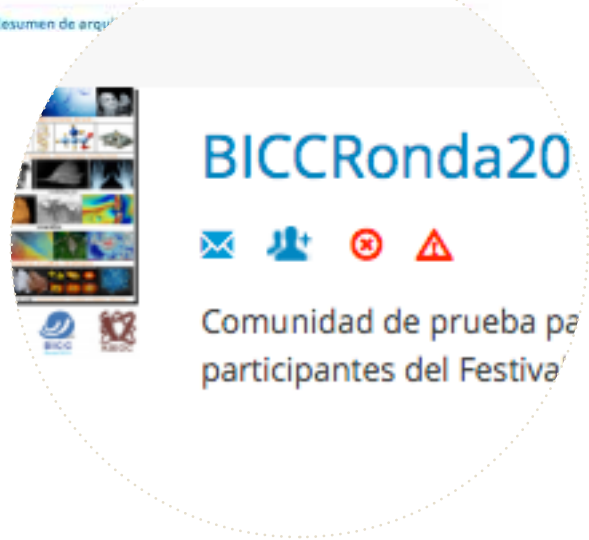 esumen de arqu
BICCRonda20
Comunidad de prueba pa
participantes del Festiva
BICC